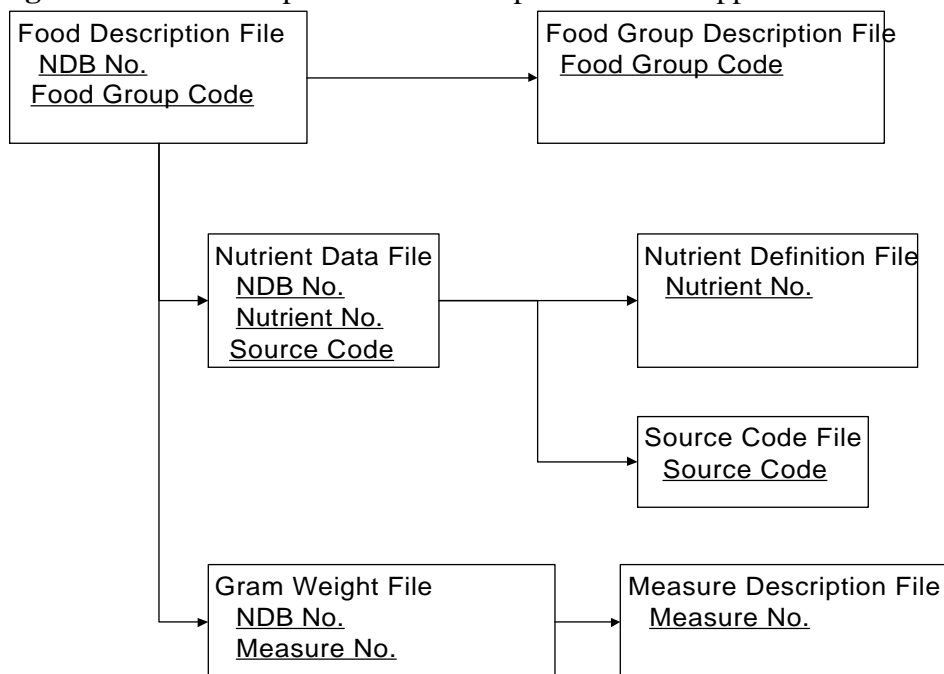 Food Description File
NDB No.
Food Group Code
Food Group Description File
Food Group Code
Nutrient Data File
NDB No.
Nutrient No.
Source Code
Nutrient Definition File
Nutrient No.
Source Code File
Source Code
Gram Weight File
NDB No.
Measure No.
Measure Description File
Measure No.